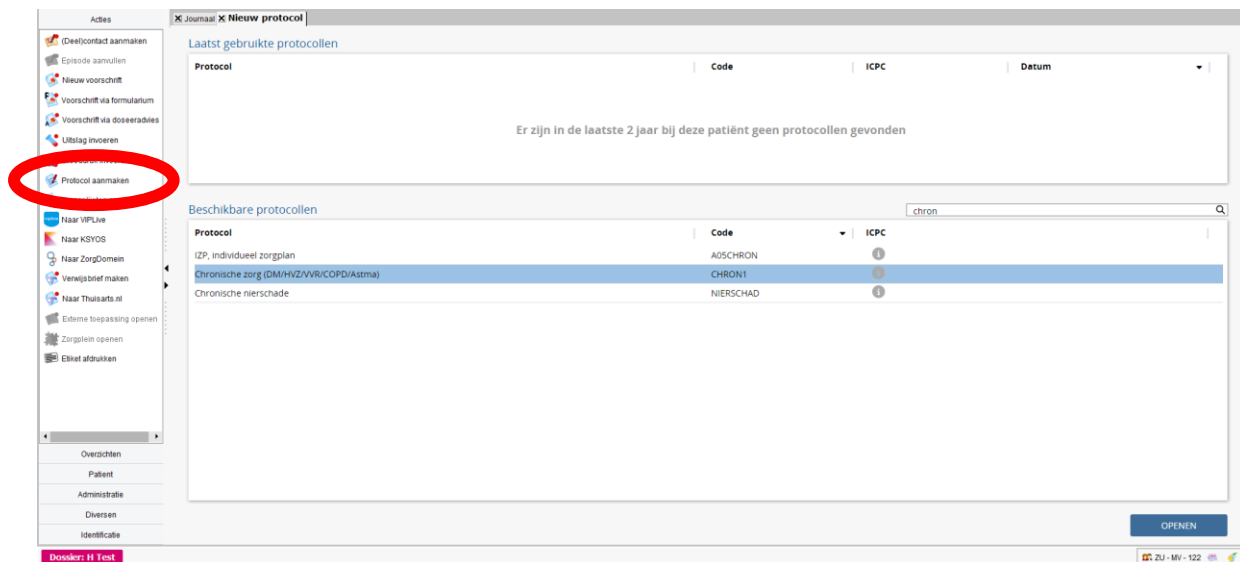 Acties
X Journaal X Nieuw protocol
(Deel)contact aanmaken
Episode aanvullen
Nieuw voorschrift
Voorschrift via formularium
Voorschrift via doseeradvies
Uitslag invoeren
Protocol aanmaken
Naar VIPLive
Naar KSYOS
Naar ZorgDomein
Verwijsbrief maken
Naar Thuisarts.nl
Externe toepassing openen
Zorgplein openen
Etiket afdrukken
Overzichten
Patient
Administratie
Diversen
Identificatie
Laatst gebruikte protocollen
Protocol Code ICPC Datum
Er zijn in de laatste 2 jaar bij deze patiënt geen protocollen gevonden
Beschikbare protocollen
chron
Protocol Code ICPC
IZP, individueel zorgplan A05CHRON
Chronische zorg (DM/HVZ/VVR/COPD/Astma) CHRON1
Chronische nierschade NIERSCHAD
OPENEN
Dossier: H Test
ZU - MV - 122